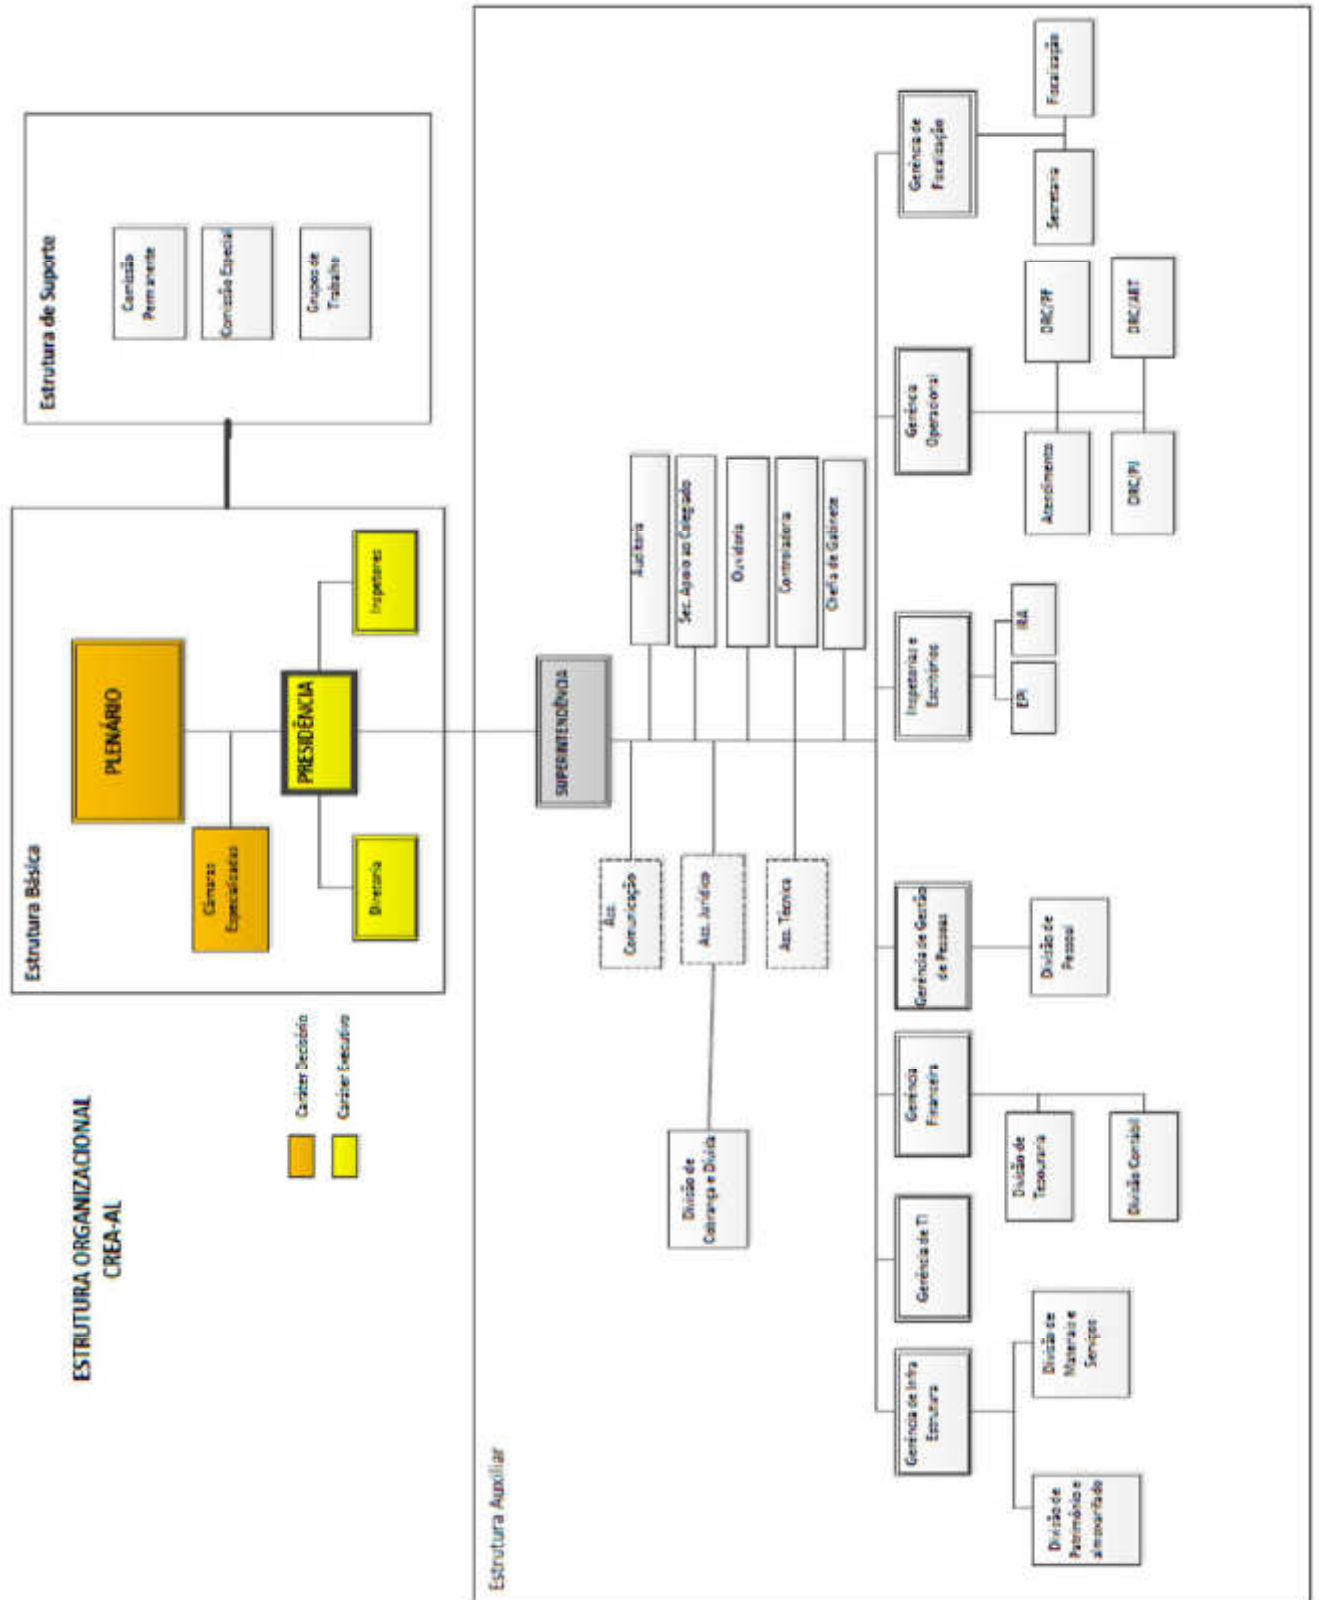 ESTRUTURA ORGANIZACIONAL
CREA-AL
Caráter Decisório
Caráter Executivo
Estrutura Básica
PLENÁRIO
Câmaras
Especializadas
PRESIDÊNCIA
Diretoria
Inspetores
Estrutura de Suporte
Comissão
Permanente
Comissão Especial
Grupos de
Trabalho
Estrutura Auxiliar
SUPERINTENDÊNCIA
Ass.
Comunicação
Ass. Jurídico
Ass. Técnica
Divisão de
Cobrança e Dívida
Auditoria
Sec. Apoio ao Colegiado
Ouvidoria
Controladoria
Chefia de Gabinete
Gerência de Infra
Estrutura
Gerência de TI
Gerência
Financeira
Gerência de Gestão
de Pessoas
Inspetorias e
Escritórios
Gerência
Operacional
Gerência de
Fiscalização
Divisão de
Patrimônio e
almoxarifado
Divisão de
Materiais e
Serviços
Divisão de
Tesouraria
Divisão Contábil
Divisão de
Pessoal
EPI
IRA
Atendimento
DRC/PF
DRC/PJ
DRC/ART
Secretaria
Fiscalização